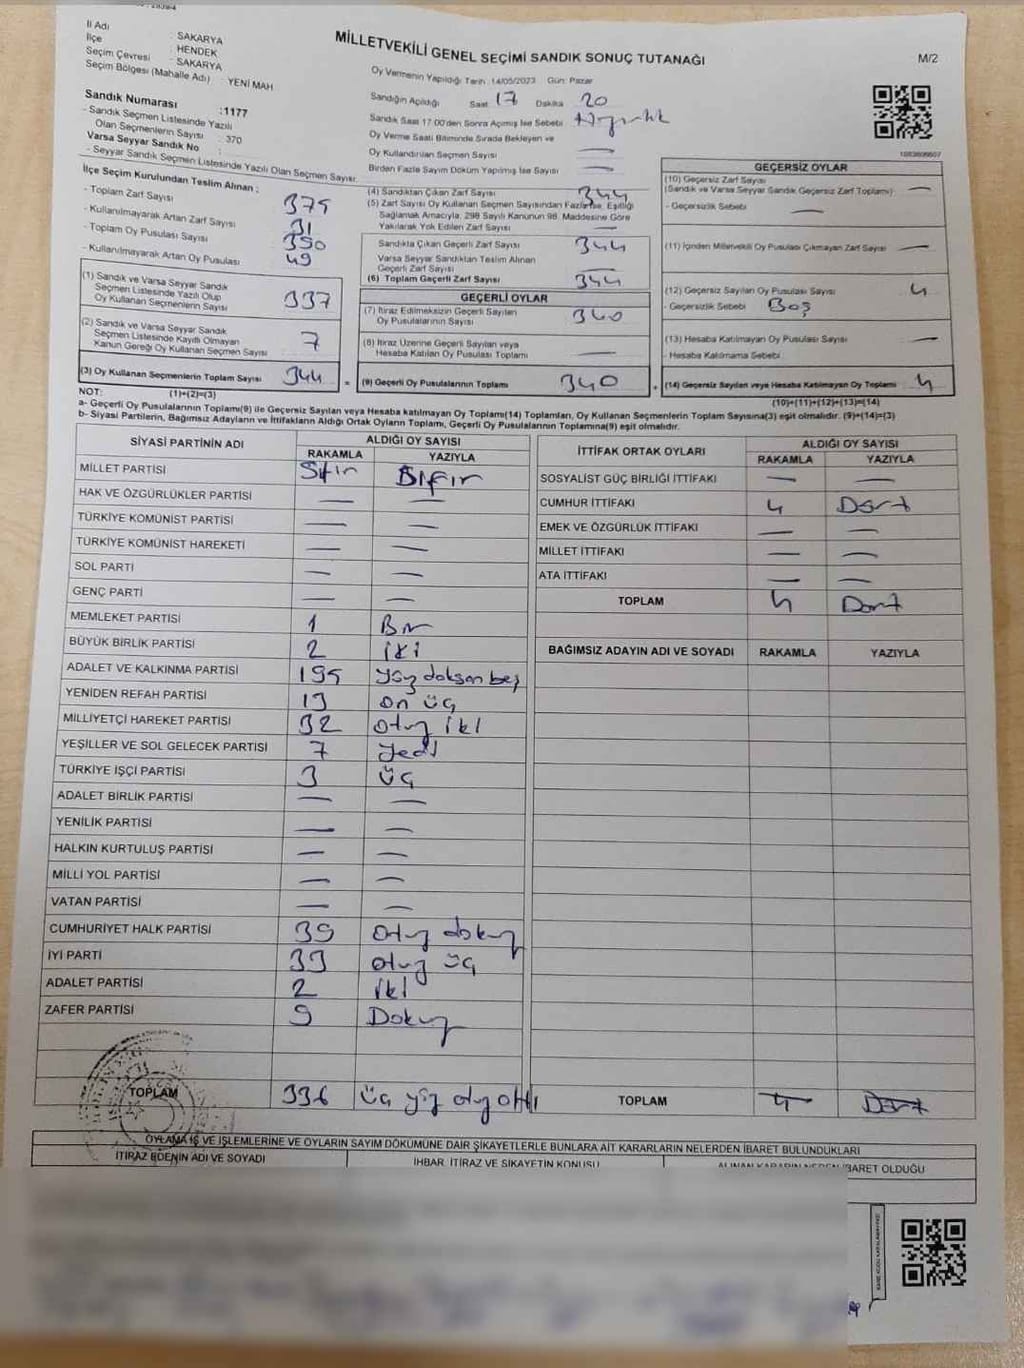 İl Adı : SAKARYA
İlçe : HENDEK
Seçim Çevresi : SAKARYA
Seçim Bölgesi (Mahalle Adı) : YENİ MAH
Sandık Numarası :1177
- Sandık Seçmen Listesinde Yazılı
Olan Seçmenlerin Sayısı : 370
Varsa Seyyar Sandık No :
- Seyyar Sandık Seçmen Listesinde Yazılı Olan Seçmen Sayısı:
MİLLETVEKİLİ GENEL SEÇİMİ SANDIK SONUÇ TUTANAĞI
M/2
Oy Vermenin Yapıldığı Tarih :14/05/2023 Gün: Pazar
Sandığın Açıldığı Saat 17 Dakika 20
Sandık Saat 17.00'den Sonra Açılmış İse Sebebi
Oy Verme Saati Bitiminde Sırada Bekleyen ve
Oy Kullandırılan Seçmen Sayısı —
Birden Fazla Sayım Döküm Yapılmış İse Sayısı —
İlçe Seçim Kurulundan Teslim Alınan ;
- Toplam Zarf Sayısı 375
- Kullanılmayarak Artan Zarf Sayısı 31
- Toplam Oy Pusulası Sayısı
- Kullanılmayarak Artan Oy Pusulası 49
(1) Sandık ve Varsa Seyyar Sandık
Seçmen Listesinde Yazılı Olup
Oy Kullanan Seçmenlerin Sayısı 337
(2) Sandık ve Varsa Seyyar Sandık
Seçmen Listesinde Kayıtlı Olmayan
Kanun Gereği Oy Kullanan Seçmen Sayısı 7
(3) Oy Kullanan Seçmenlerin Toplam Sayısı 344
(4) Sandıktan Çıkan Zarf Sayısı 344
(5) Zarf Sayısı Oy Kullanan Seçmen Sayısından Fazla İse, Eşitliği
Sağlamak Amacıyla, 298 Sayılı Kanunun 98. Maddesine Göre
Yakılarak Yok Edilen Zarf Sayısı —
Sandıkta Çıkan Geçerli Zarf Sayısı 344
Varsa Seyyar Sandıktan Teslim Alınan
Geçerli Zarf Sayısı —
(6) Toplam Geçerli Zarf Sayısı 344
GEÇERLİ OYLAR
(7) İtiraz Edilmeksizin Geçerli Sayılan
Oy Pusulalarının Sayısı 340
(8) İtiraz Üzerine Geçerli Sayılan veya
Hesaba Katılan Oy Pusulası Toplamı —
= (9) Geçerli Oy Pusulalarının Toplamı 340
1083609607
GEÇERSİZ OYLAR
(10) Geçersiz Zarf Sayısı
(Sandık ve Varsa Seyyar Sandık Geçersiz Zarf Toplamı) —
- Geçersizlik Sebebi —
(11) İçinden Milletvekili Oy Pusulası Çıkmayan Zarf Sayısı —
(12) Geçersiz Sayılan Oy Pusulası Sayısı 4
- Geçersizlik Sebebi Boş
(13) Hesaba Katılmayan Oy Pusulası Sayısı —
- Hesaba Katılmama Sebebi
+ (14) Geçersiz Sayılan veya Hesaba Katılmayan Oy Toplamı 4
NOT: (1)+(2)=(3) (10)+(11)+(12)+(13)=(14)
a- Geçerli Oy Pusulalarının Toplamı(9) ile Geçersiz Sayılan veya Hesaba katılmayan Oy Toplamı(14) Toplamları, Oy Kullanan Seçmenlerin Toplam Sayısına(3) eşit olmalıdır. (9)+(14)=(3)
b- Siyasi Partilerin, Bağımsız Adayların ve İttifakların Aldığı Ortak Oyların Toplamı, Geçerli Oy Pusulalarının Toplamına(9) eşit olmalıdır.
SİYASİ PARTİNİN ADI ALDIĞI OY SAYISI
RAKAMLA YAZIYLA
MİLLET PARTİSİ Sıfır Sıfır
HAK VE ÖZGÜRLÜKLER PARTİSİ — —
TÜRKİYE KOMÜNİST PARTİSİ — —
TÜRKİYE KOMÜNİST HAREKETİ — —
SOL PARTİ — —
GENÇ PARTİ — —
MEMLEKET PARTİSİ 1 Bir
BÜYÜK BİRLİK PARTİSİ 2 iki
ADALET VE KALKINMA PARTİSİ 195 yüz doksan beş
YENİDEN REFAH PARTİSİ 13 on üç
MİLLİYETÇİ HAREKET PARTİSİ 32 otuz iki
YEŞİLLER VE SOL GELECEK PARTİSİ 7 yedi
TÜRKİYE İŞÇİ PARTİSİ 3 üç
ADALET BİRLİK PARTİSİ — —
YENİLİK PARTİSİ — —
HALKIN KURTULUŞ PARTİSİ — —
MİLLİ YOL PARTİSİ — —
VATAN PARTİSİ — —
CUMHURİYET HALK PARTİSİ 39 Otuz dokuz
İYİ PARTİ 33 otuz üç
ADALET PARTİSİ 2 iki
ZAFER PARTİSİ 9 Dokuz
TOPLAM 336 üç yüz otuz altı
İTTİFAK ORTAK OYLARI ALDIĞI OY SAYISI
RAKAMLA YAZIYLA
SOSYALİST GÜÇ BİRLİĞİ İTTİFAKI — —
CUMHUR İTTİFAKI 4 Dört
EMEK VE ÖZGÜRLÜK İTTİFAKI — —
MİLLET İTTİFAKI — —
ATA İTTİFAKI — —
TOPLAM 4 Dört
BAĞIMSIZ ADAYIN ADI VE SOYADI RAKAMLA YAZIYLA
TOPLAM 4 Dört
OYLAMA İŞ VE İŞLEMLERİNE VE OYLARIN SAYIM DÖKÜMÜNE DAİR ŞİKAYETLERLE BUNLARA AİT KARARLARIN NELERDEN İBARET BULUNDUKLARI
İTİRAZ EDENİN ADI VE SOYADI İHBAR, İTİRAZ VE ŞİKAYETİN KONUSU ALINAN KARARIN NEDEN İBARET OLDUĞU